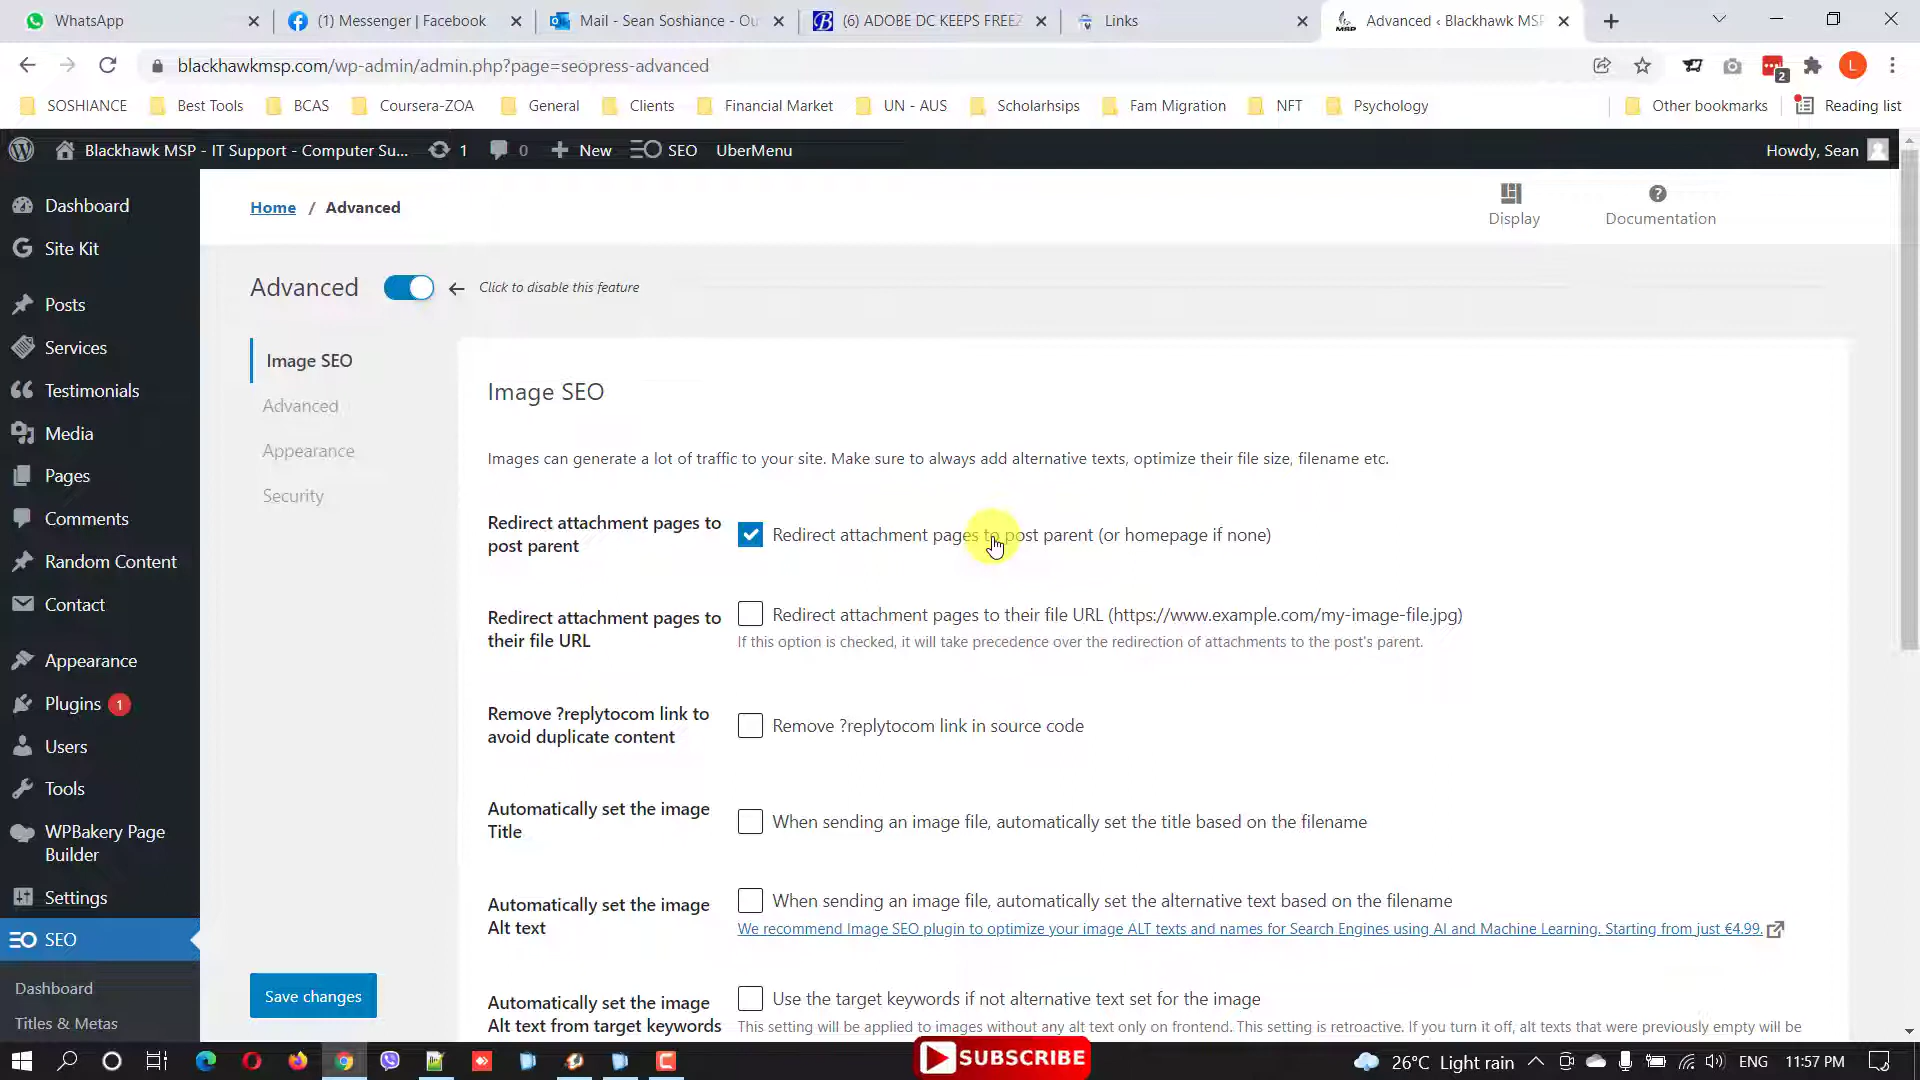 WhatsApp
(1) Messenger | Facebook
Mail - Sean Soshiance - Ou
(6) ADOBE DC KEEPS FREEZ
Links
Advanced ‹ Blackhawk MSP
blackhawkmsp.com/wp-admin/admin.php?page=seopress-advanced
L
2
SOSHIANCE
Best Tools
BCAS
Coursera-ZOA
General
Clients
Financial Market
UN - AUS
Scholarhsips
Fam Migration
NFT
Psychology
Other bookmarks
Reading list
Blackhawk MSP - IT Support - Computer Su...
1
0
New
SEO
UberMenu
Howdy, Sean
Dashboard
Site Kit
Posts
Services
Testimonials
Media
Pages
Comments
Random Content
Contact
Appearance
Plugins 1
Users
Tools
WPBakery Page
Builder
Settings
SEO
Dashboard
Titles & Metas
Home / Advanced
Display
Documentation
Advanced
Click to disable this feature
Image SEO
Advanced
Appearance
Security
Save changes
Image SEO
Images can generate a lot of traffic to your site. Make sure to always add alternative texts, optimize their file size, filename etc.
Redirect attachment pages to
post parent
Redirect attachment pages to post parent (or homepage if none)
Redirect attachment pages to
their file URL
Redirect attachment pages to their file URL (https://www.example.com/my-image-file.jpg)
If this option is checked, it will take precedence over the redirection of attachments to the post's parent.
Remove ?replytocom link to
avoid duplicate content
Remove ?replytocom link in source code
Automatically set the image
Title
When sending an image file, automatically set the title based on the filename
Automatically set the image
Alt text
When sending an image file, automatically set the alternative text based on the filename
We recommend Image SEO plugin to optimize your image ALT texts and names for Search Engines using AI and Machine Learning. Starting from just €4.99.
Automatically set the image
Alt text from target keywords
Use the target keywords if not alternative text set for the image
This setting will be applied to images without any alt text only on frontend. This setting is retroactive. If you turn it off, alt texts that were previously empty will be
SUBSCRIBE
26°C Light rain
ENG
11:57 PM